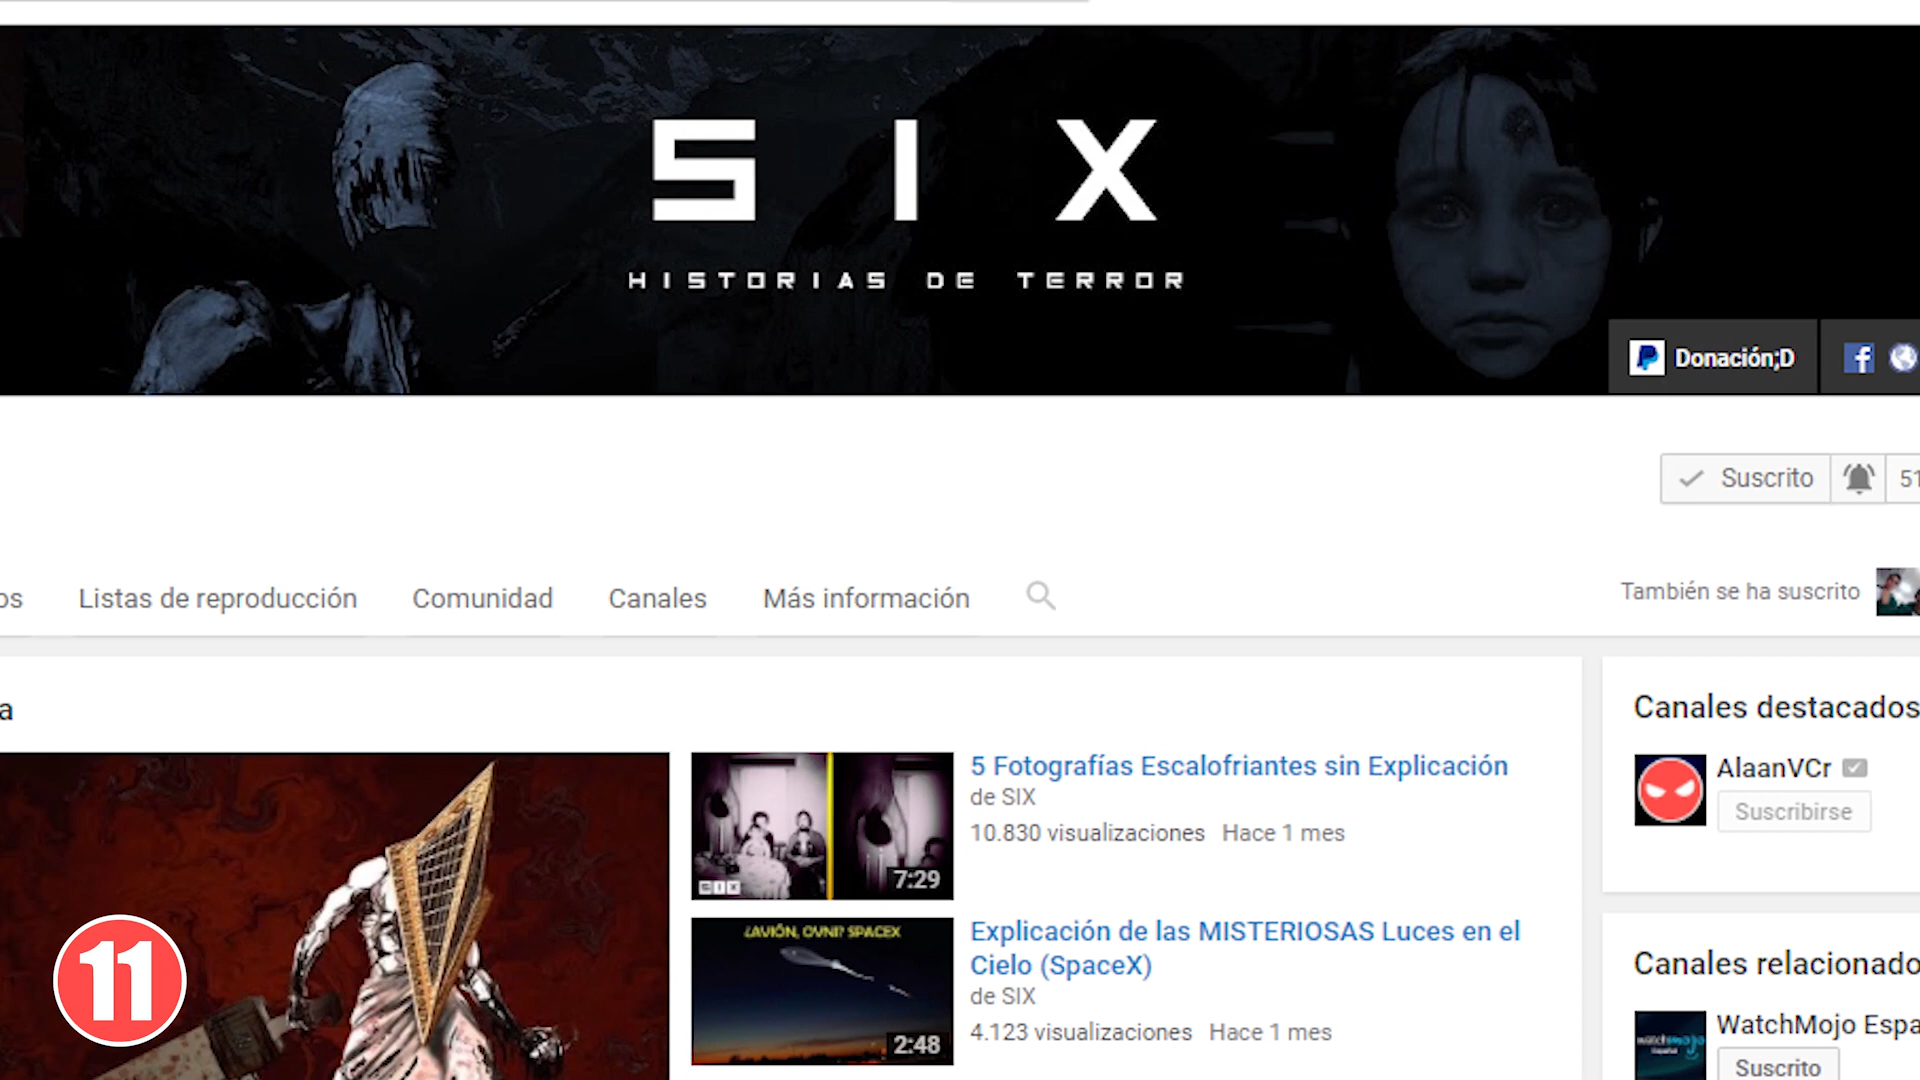 SIX
HISTORIAS DE TERROR
Donación;D
Suscrito
51
os
Listas de reproducción
Comunidad
Canales
Más información
También se ha suscrito
a
5 Fotografías Escalofriantes sin Explicación
de SIX
10.830 visualizaciones Hace 1 mes
7:29
SIX
¿AVIÓN, OVNI? SPACEX
2:48
Explicación de las MISTERIOSAS Luces en el
Cielo (SpaceX)
de SIX
4.123 visualizaciones Hace 1 mes
11
Canales destacados
AlaanVCr
Suscribirse
Canales relacionado
WatchMojo Espa
watchmojo
Suscrito